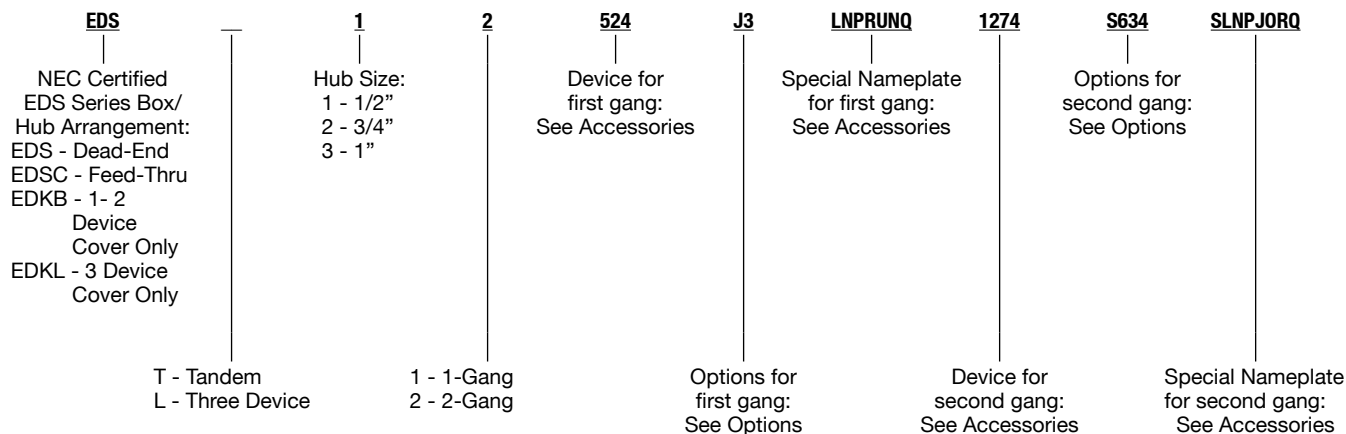 EDS __ 1 2 524 J3 LNPRUNQ 1274 S634 SLNPJORQ
NEC Certified
EDS Series Box/
Hub Arrangement:
EDS - Dead-End
EDSC - Feed-Thru
EDKB - 1- 2
Device
Cover Only
EDKL - 3 Device
Cover Only
Hub Size:
1 - 1/2”
2 - 3/4”
3 - 1”
Device for
first gang:
See Accessories
Special Nameplate
for first gang:
See Accessories
Options for
second gang:
See Options
T - Tandem
L - Three Device
1 - 1-Gang
2 - 2-Gang
Options for
first gang:
See Options
Device for
second gang:
See Accessories
Special Nameplate
for second gang:
See Accessories